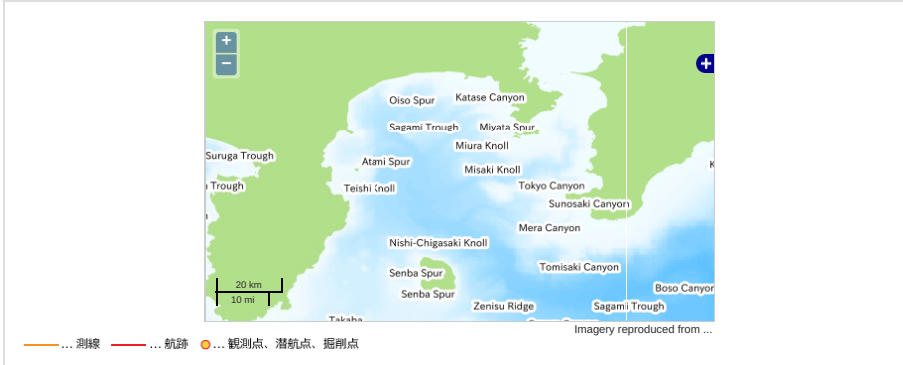 +
−
+
Oiso Spur
Katase Canyon
Sagami Trough
Miyata Spur
Miura Knoll
Suruga Trough
Atami Spur
Misaki Knoll
Trough
Teishi Knoll
Tokyo Canyon
Sunosaki Canyon
Mera Canyon
Nishi-Chigasaki Knoll
Senba Spur
Tomisaki Canyon
20 km
10 mi
Senba Spur
Boso Canyon
Zenisu Ridge
Sagami Trough
Takaba
Imagery reproduced from ...
... 測線 ... 航跡 ... 観測点、潜航点、掘削点